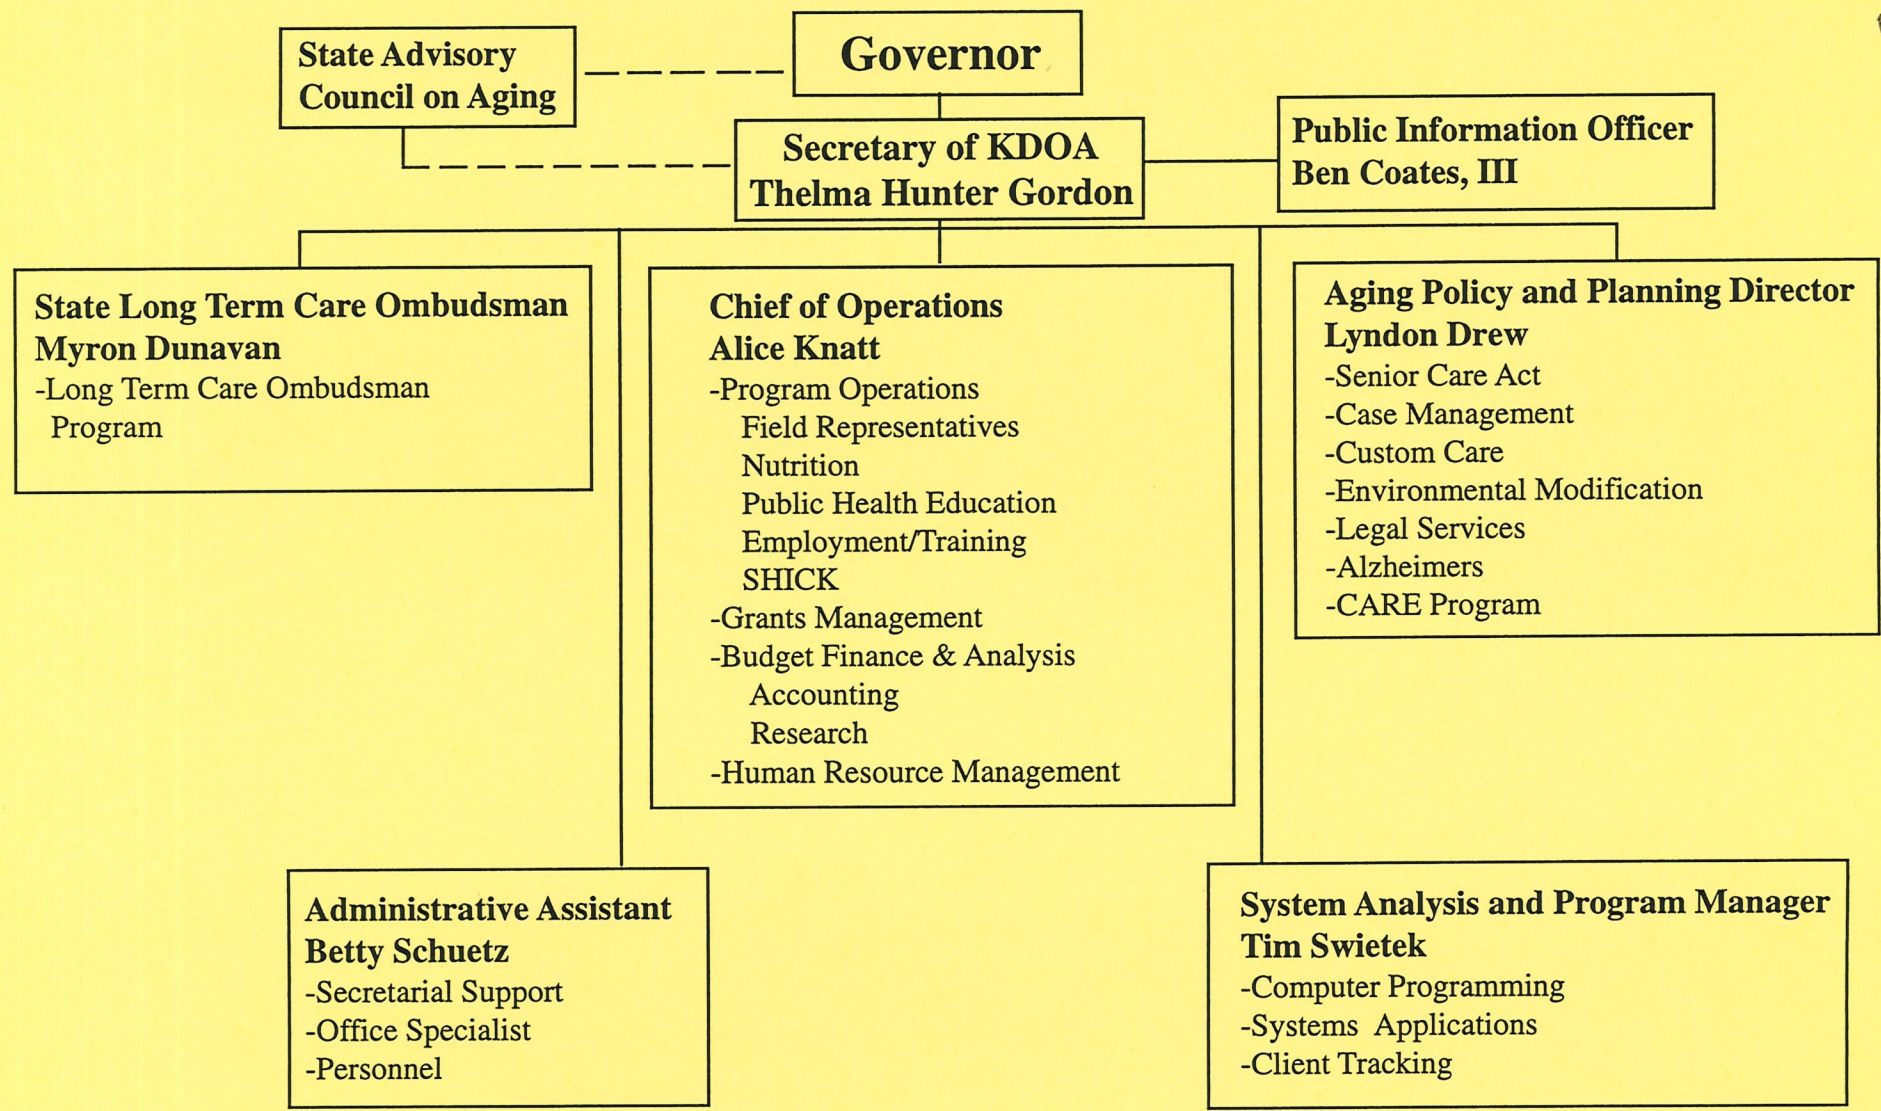 State Advisory
Council on Aging
Governor
Secretary of KDOA
Thelma Hunter Gordon
Public Information Officer
Ben Coates, III
State Long Term Care Ombudsman
Myron Dunavan
-Long Term Care Ombudsman
Program
Chief of Operations
Alice Knatt
-Program Operations
Field Representatives
Nutrition
Public Health Education
Employment/Training
SHICK
-Grants Management
-Budget Finance & Analysis
Accounting
Research
-Human Resource Management
Aging Policy and Planning Director
Lyndon Drew
-Senior Care Act
-Case Management
-Custom Care
-Environmental Modification
-Legal Services
-Alzheimers
-CARE Program
Administrative Assistant
Betty Schuetz
-Secretarial Support
-Office Specialist
-Personnel
System Analysis and Program Manager
Tim Swietek
-Computer Programming
-Systems Applications
-Client Tracking